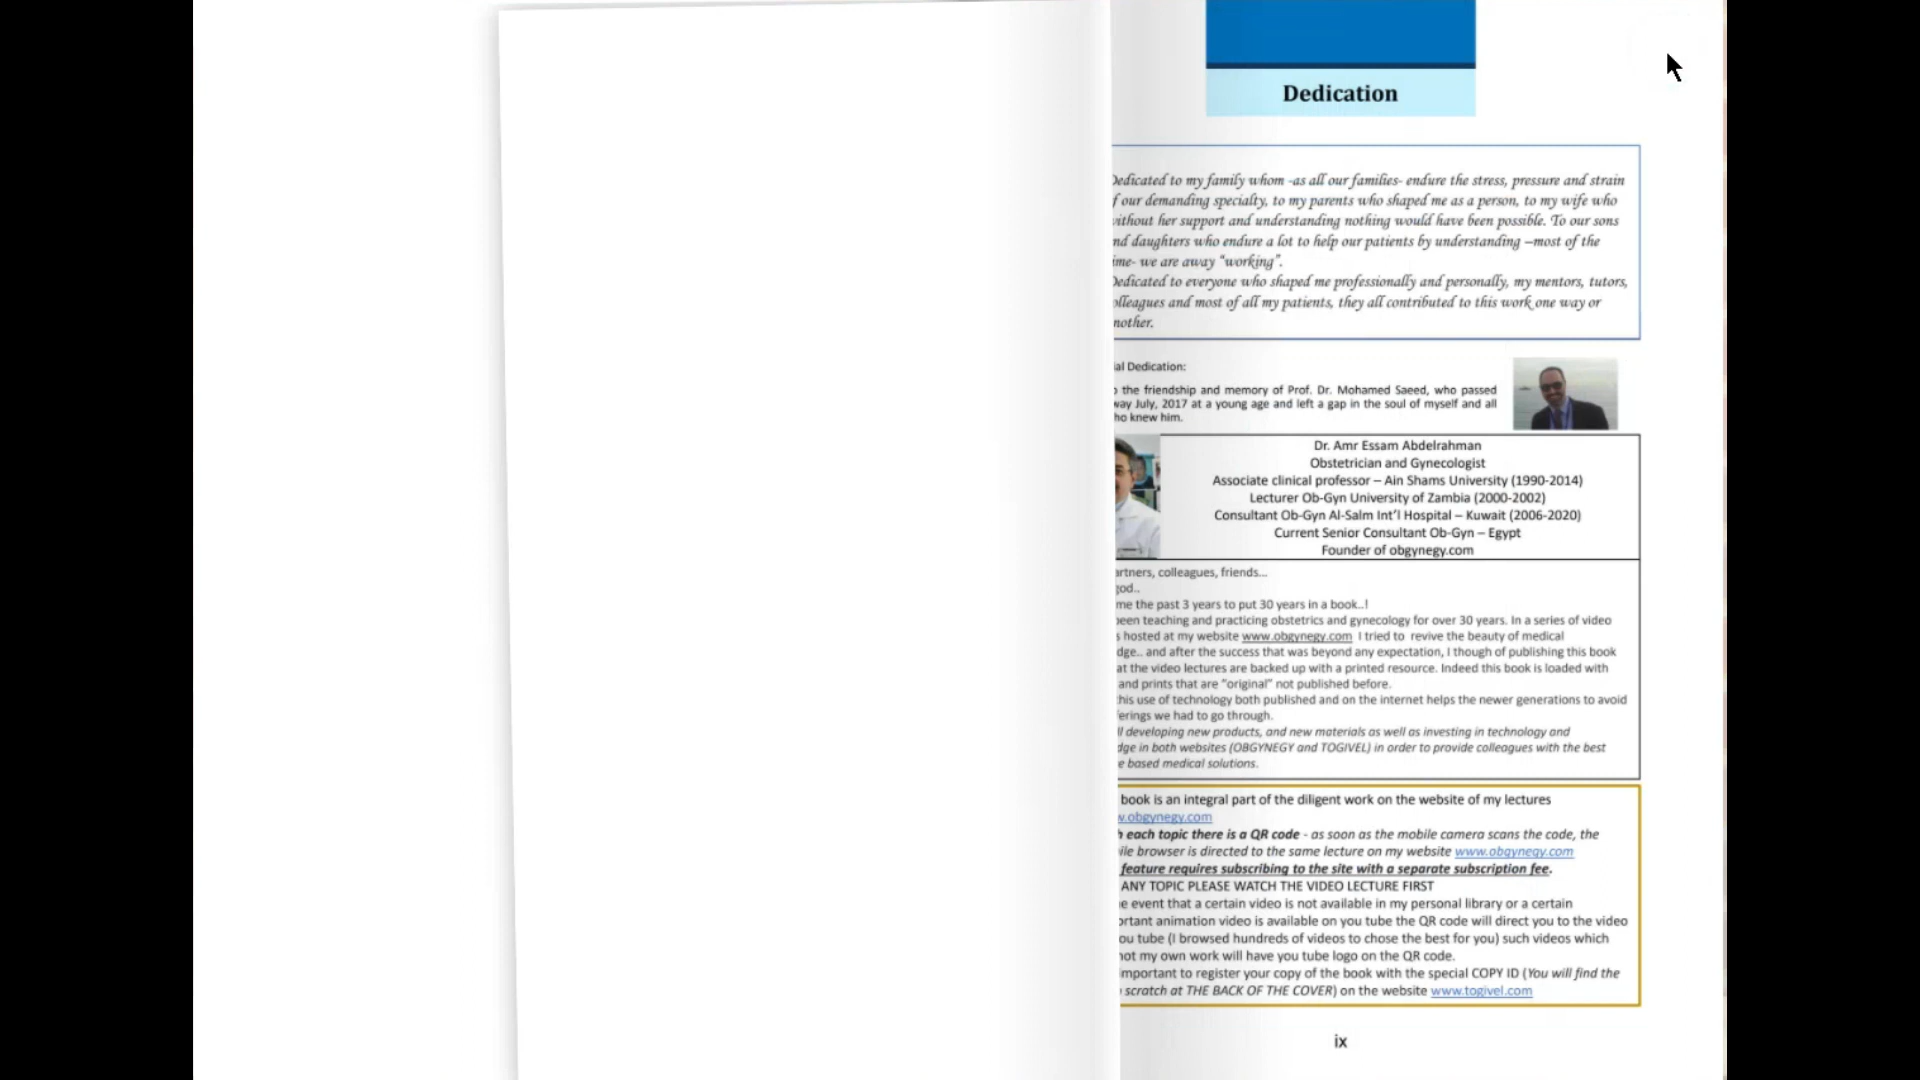 Dedication
Dedicated to my family whom -as all our families- endure the stress, pressure and strain
f our demanding specialty, to my parents who shaped me as a person, to my wife who
ithout her support and understanding nothing would have been possible. To our sons
nd daughters who endure a lot to help our patients by understanding –most of the
ime- we are away “working”.
Dedicated to everyone who shaped me professionally and personally, my mentors, tutors,
olleagues and most of all my patients, they all contributed to this work one way or
nother.
al Dedication:
o the friendship and memory of Prof. Dr. Mohamed Saeed, who passed
way July, 2017 at a young age and left a gap in the soul of myself and all
ho knew him.
Dr. Amr Essam Abdelrahman
Obstetrician and Gynecologist
Associate clinical professor – Ain Shams University (1990-2014)
Lecturer Ob-Gyn University of Zambia (2000-2002)
Consultant Ob-Gyn Al-Salm Int’l Hospital – Kuwait (2006-2020)
Current Senior Consultant Ob-Gyn – Egypt
Founder of obgynegy.com
artners, colleagues, friends…
god..
me the past 3 years to put 30 years in a book..!
been teaching and practicing obstetrics and gynecology for over 30 years. In a series of video
s hosted at my website www.obgynegy.com I tried to revive the beauty of medical
dge.. and after the success that was beyond any expectation, I though of publishing this book
at the video lectures are backed up with a printed resource. Indeed this book is loaded with
and prints that are “original” not published before.
this use of technology both published and on the internet helps the newer generations to avoid
ferings we had to go through.
ll developing new products, and new materials as well as investing in technology and
dge in both websites (OBGYNEGY and TOGIVEL) in order to provide colleagues with the best
e based medical solutions.
book is an integral part of the diligent work on the website of my lectures
w.obgynegy.com
h each topic there is a QR code - as soon as the mobile camera scans the code, the
ile browser is directed to the same lecture on my website www.obgynegy.com
feature requires subscribing to the site with a separate subscription fee.
ANY TOPIC PLEASE WATCH THE VIDEO LECTURE FIRST
e event that a certain video is not available in my personal library or a certain
ortant animation video is available on you tube the QR code will direct you to the video
ou tube (I browsed hundreds of videos to chose the best for you) such videos which
not my own work will have you tube logo on the QR code.
important to register your copy of the book with the special COPY ID (You will find the
scratch at THE BACK OF THE COVER) on the website www.togivel.com
ix